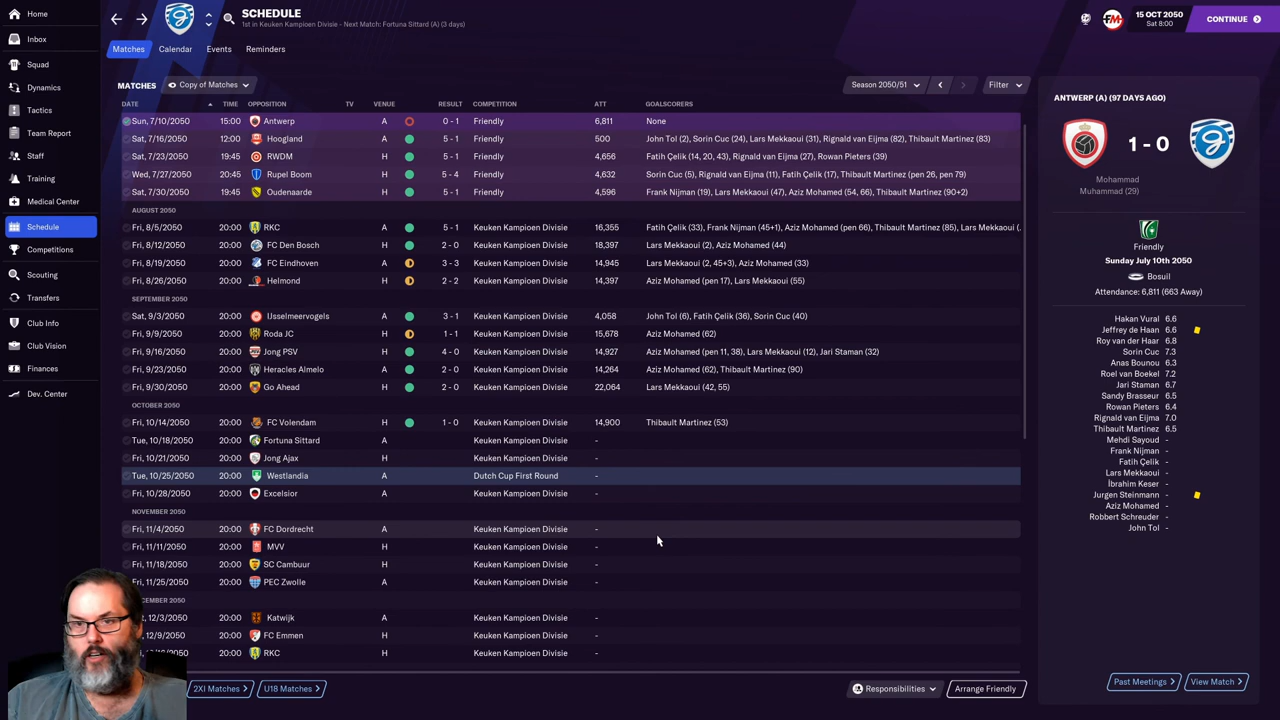 Home
Inbox
Squad
Dynamics
Tactics
Team Report
Staff
Training
Medical Center
Schedule
Competitions
Scouting
Transfers
Club Info
Club Vision
Finances
Dev. Center
SCHEDULE
1st in Keuken Kampioen Divisie - Next Match: Fortuna Sittard (A) (3 days)
FM
15 OCT 2050
Sat 8:00
CONTINUE
Matches Calendar Events Reminders
MATCHES Copy of Matches Season 2050/51 Filter
DATE TIME OPPOSITION TV VENUE RESULT COMPETITION ATT GOALSCORERS
Sun, 7/10/2050 15:00 Antwerp A 0 - 1 Friendly 6,811 None
Sat, 7/16/2050 12:00 Hoogland A 5 - 1 Friendly 500 John Tol (2), Sorin Cuc (24), Lars Mekkaoui (31), Rignald van Eijma (82), Thibault Martinez (83)
Sat, 7/23/2050 19:45 RWDM H 5 - 1 Friendly 4,656 Fatih Çelik (14, 20, 43), Rignald van Eijma (27), Rowan Pieters (39)
Wed, 7/27/2050 20:45 Rupel Boom H 5 - 4 Friendly 4,632 Sorin Cuc (5), Rignald van Eijma (11), Fatih Çelik (17), Thibault Martinez (pen 26, pen 79)
Sat, 7/30/2050 19:45 Oudenaarde H 5 - 1 Friendly 4,596 Frank Nijman (19), Lars Mekkaoui (47), Aziz Mohamed (54, 66), Thibault Martinez (90+2)
AUGUST 2050
Fri, 8/5/2050 20:00 RKC A 5 - 1 Keuken Kampioen Divisie 16,355 Fatih Çelik (33), Frank Nijman (45+1), Aziz Mohamed (pen 66), Thibault Martinez (85), Lars Mekkaoui (.
Fri, 8/12/2050 20:00 FC Den Bosch H 2 - 0 Keuken Kampioen Divisie 18,397 Lars Mekkaoui (2), Aziz Mohamed (44)
Fri, 8/19/2050 20:00 FC Eindhoven A 3 - 3 Keuken Kampioen Divisie 14,945 Lars Mekkaoui (2, 45+3), Aziz Mohamed (33)
Fri, 8/26/2050 20:00 Helmond H 2 - 2 Keuken Kampioen Divisie 14,397 Aziz Mohamed (pen 17), Lars Mekkaoui (55)
SEPTEMBER 2050
Sat, 9/3/2050 20:00 IJsselmeervogels A 3 - 1 Keuken Kampioen Divisie 4,058 John Tol (6), Fatih Çelik (36), Sorin Cuc (40)
Fri, 9/9/2050 20:00 Roda JC H 1 - 1 Keuken Kampioen Divisie 15,678 Aziz Mohamed (62)
Fri, 9/16/2050 20:00 Jong PSV H 4 - 0 Keuken Kampioen Divisie 14,927 Aziz Mohamed (pen 11, 38), Lars Mekkaoui (12), Jari Staman (32)
Fri, 9/23/2050 20:00 Heracles Almelo A 2 - 0 Keuken Kampioen Divisie 14,264 Aziz Mohamed (62), Thibault Martinez (90)
Fri, 9/30/2050 20:00 Go Ahead H 2 - 0 Keuken Kampioen Divisie 22,064 Lars Mekkaoui (42, 55)
OCTOBER 2050
Fri, 10/14/2050 20:00 FC Volendam H 1 - 0 Keuken Kampioen Divisie 14,900 Thibault Martinez (53)
Tue, 10/18/2050 20:00 Fortuna Sittard A Keuken Kampioen Divisie -
Fri, 10/21/2050 20:00 Jong Ajax H Keuken Kampioen Divisie -
Tue, 10/25/2050 20:00 Westlandia A Dutch Cup First Round -
Fri, 10/28/2050 20:00 Excelsior A Keuken Kampioen Divisie -
NOVEMBER 2050
Fri, 11/4/2050 20:00 FC Dordrecht A Keuken Kampioen Divisie -
Fri, 11/11/2050 20:00 MVV H Keuken Kampioen Divisie -
Fri, 11/18/2050 20:00 SC Cambuur H Keuken Kampioen Divisie -
Fri, 11/25/2050 20:00 PEC Zwolle A Keuken Kampioen Divisie -
ECEMBER 2050
t, 12/3/2050 20:00 Katwijk A Keuken Kampioen Divisie -
12/9/2050 20:00 FC Emmen H Keuken Kampioen Divisie -
20:00 RKC H Keuken Kampioen Divisie -
2XI Matches U18 Matches Responsibilities Arrange Friendly
ANTWERP (A) (97 DAYS AGO)
1 - 0
Mohammad
Muhammad (29)
Friendly
Sunday July 10th 2050
Bosuil
Attendance: 6,811 (663 Away)
Hakan Vural 6.6
Jeffrey de Haan 6.6
Roy van der Haar 6.8
Sorin Cuc 7.3
Anas Bounou 6.3
Roel van Boekel 7.2
Jari Staman 6.7
Sandy Brasseur 6.5
Rowan Pieters 6.4
Rignald van Eijma 7.0
Thibault Martinez 6.5
Mehdi Sayoud -
Frank Nijman -
Fatih Çelik -
Lars Mekkaoui -
İbrahim Keser -
Jurgen Steinmann -
Aziz Mohamed -
Robbert Schreuder -
John Tol -
Past Meetings View Match